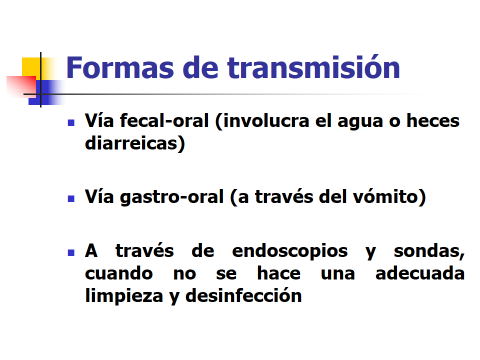 Formas de transmisión
Vía fecal-oral (involucra el agua o heces
diarreicas)
Vía gastro-oral (a través del vómito)
A través de endoscopios y sondas,
cuando no se hace una adecuada
limpieza y desinfección